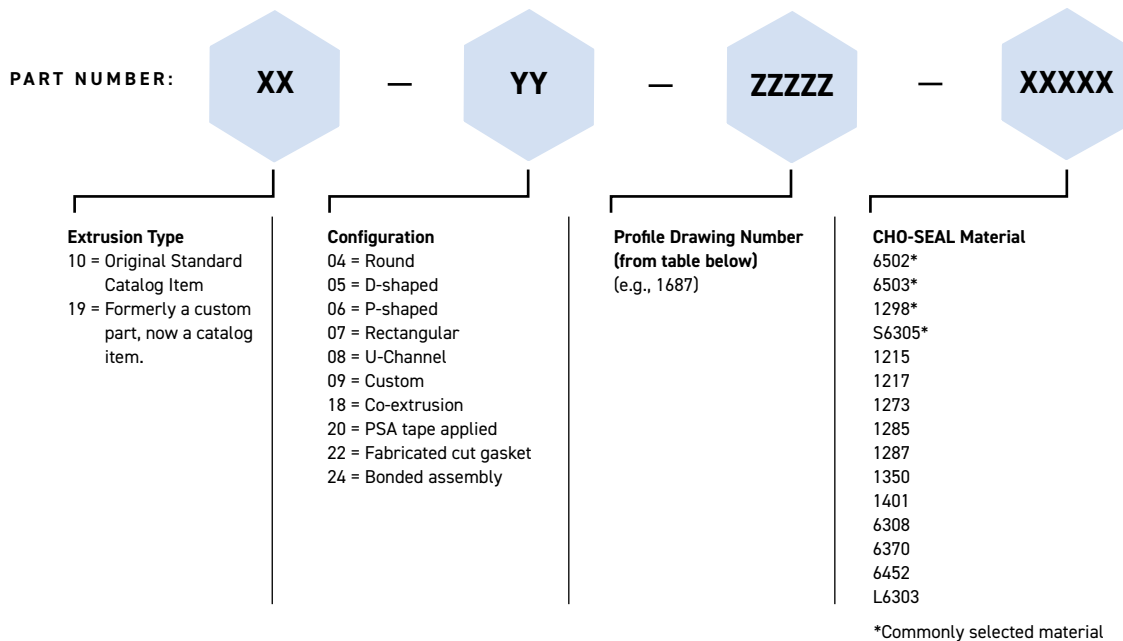 PART NUMBER:
XX — YY — ZZZZZ — XXXXX
Extrusion Type
10 = Original Standard
Catalog Item
19 = Formerly a custom
part, now a catalog
item.
Configuration
04 = Round
05 = D-shaped
06 = P-shaped
07 = Rectangular
08 = U-Channel
09 = Custom
18 = Co-extrusion
20 = PSA tape applied
22 = Fabricated cut gasket
24 = Bonded assembly
Profile Drawing Number
(from table below)
(e.g., 1687)
CHO-SEAL Material
6502*
6503*
1298*
S6305*
1215
1217
1273
1285
1287
1350
1401
6308
6370
6452
L6303
*Commonly selected material